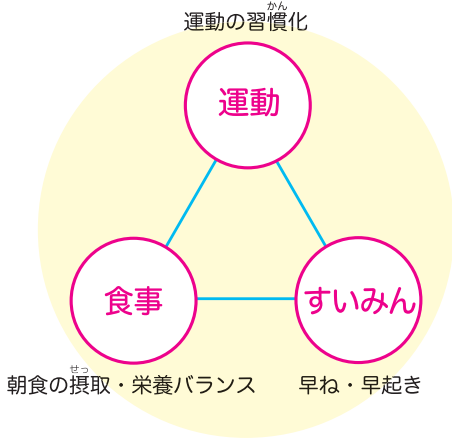 運動の習慣化
かん
運動
食事
すいみん
朝食の摂取・栄養バランス
せっ
早ね・早起き